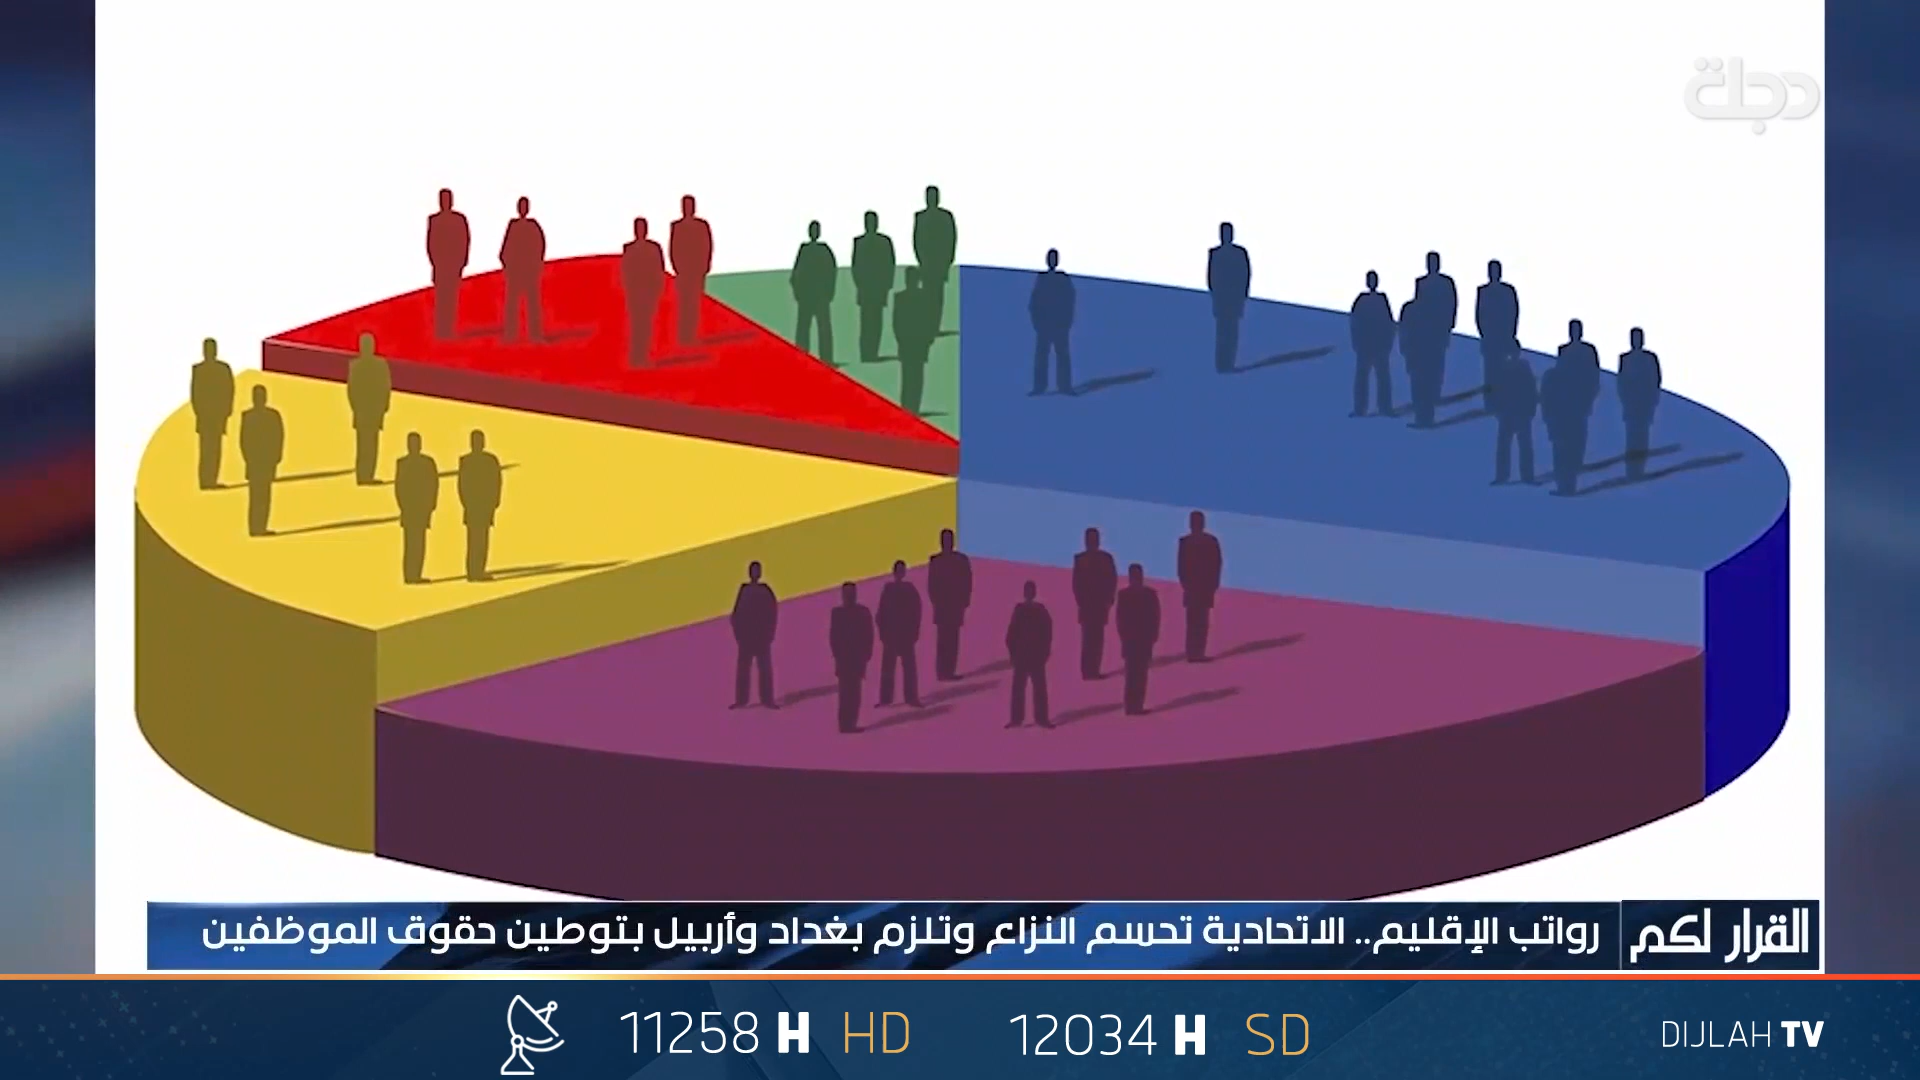 دجلة
القرار لكم
رواتب الإقليم.. الاتحادية تحسم النزاع وتلزم بغداد وأربيل بتوطين حقوق الموظفين
11258 H HD 12034 H SD
DIJLAH TV